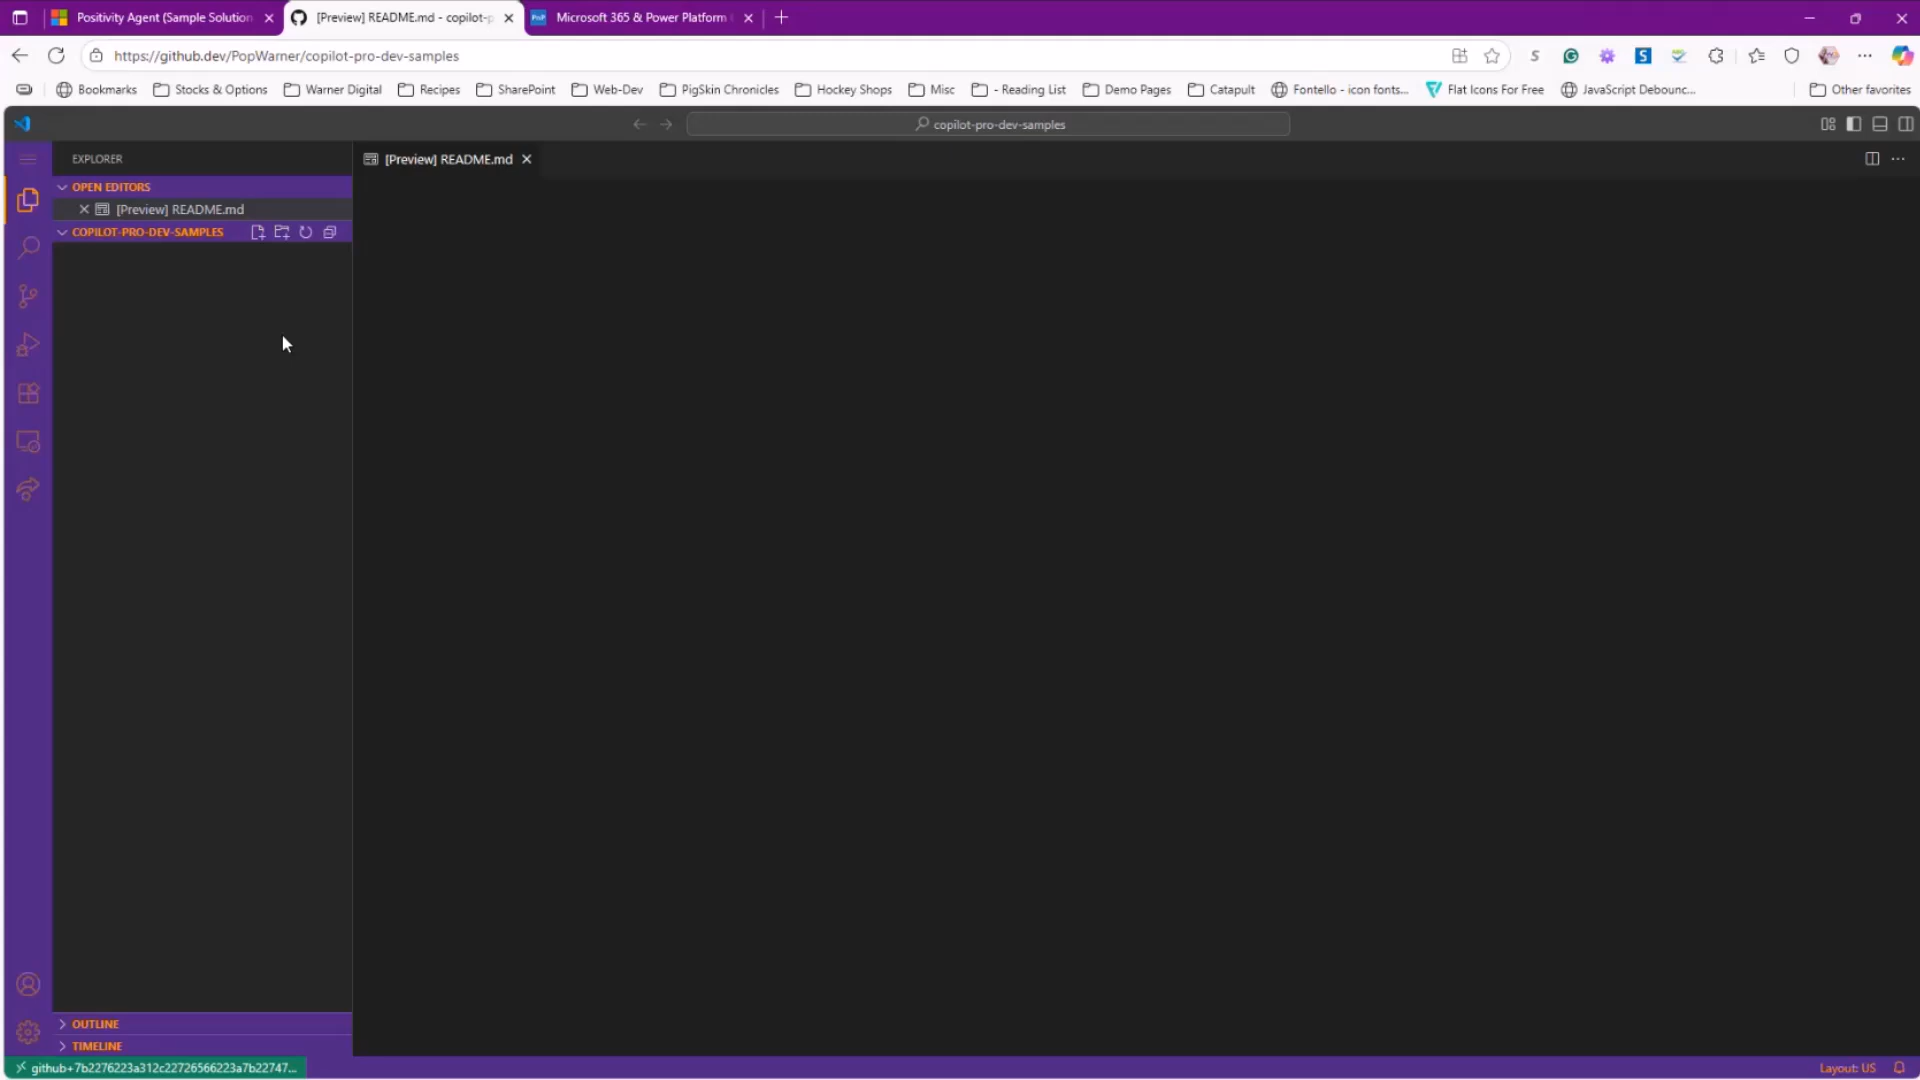 Positivity Agent (Sample Solution
[Preview] README.md - copilot-p
PnP Microsoft 365 & Power Platform
https://github.dev/PopWarner/copilot-pro-dev-samples
Bookmarks Stocks & Options Warner Digital Recipes SharePoint Web-Dev PigSkin Chronicles Hockey Shops Misc - Reading List Demo Pages Catapult Fontello - icon fonts... Flat Icons For Free JavaScript Debounc... Other favorites
copilot-pro-dev-samples
EXPLORER
[Preview] README.md
OPEN EDITORS
[Preview] README.md
COPILOT-PRO-DEV-SAMPLES
OUTLINE
TIMELINE
github+7b2276223a312c22726566223a7b22747...
Layout: US